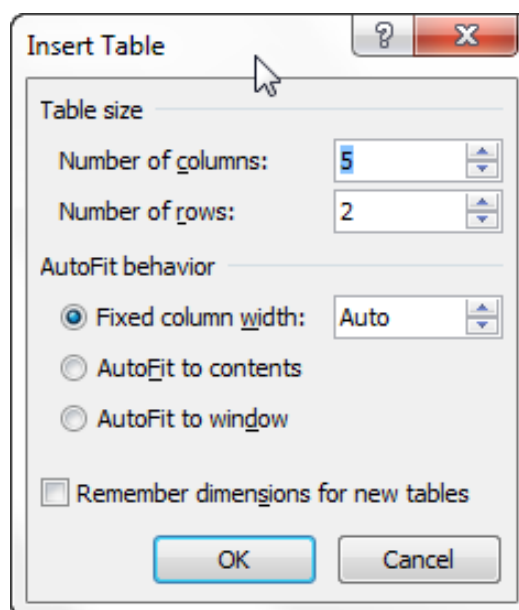 Insert Table ? X
Table size
Number of columns: 5
Number of rows: 2
AutoFit behavior
Fixed column width: Auto
AutoFit to contents
AutoFit to window
Remember dimensions for new tables
OK Cancel